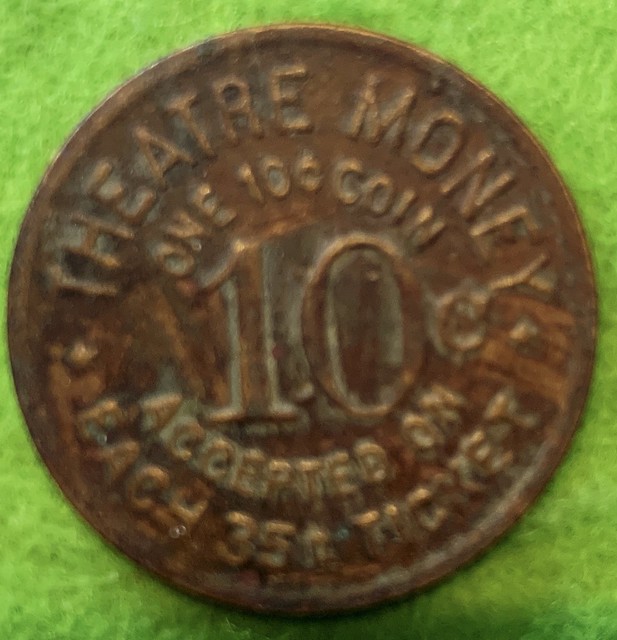 THEATRE MONEY
ONE 10¢ COIN
10¢
ACCEPTED ON
EACH 35¢ TICKET